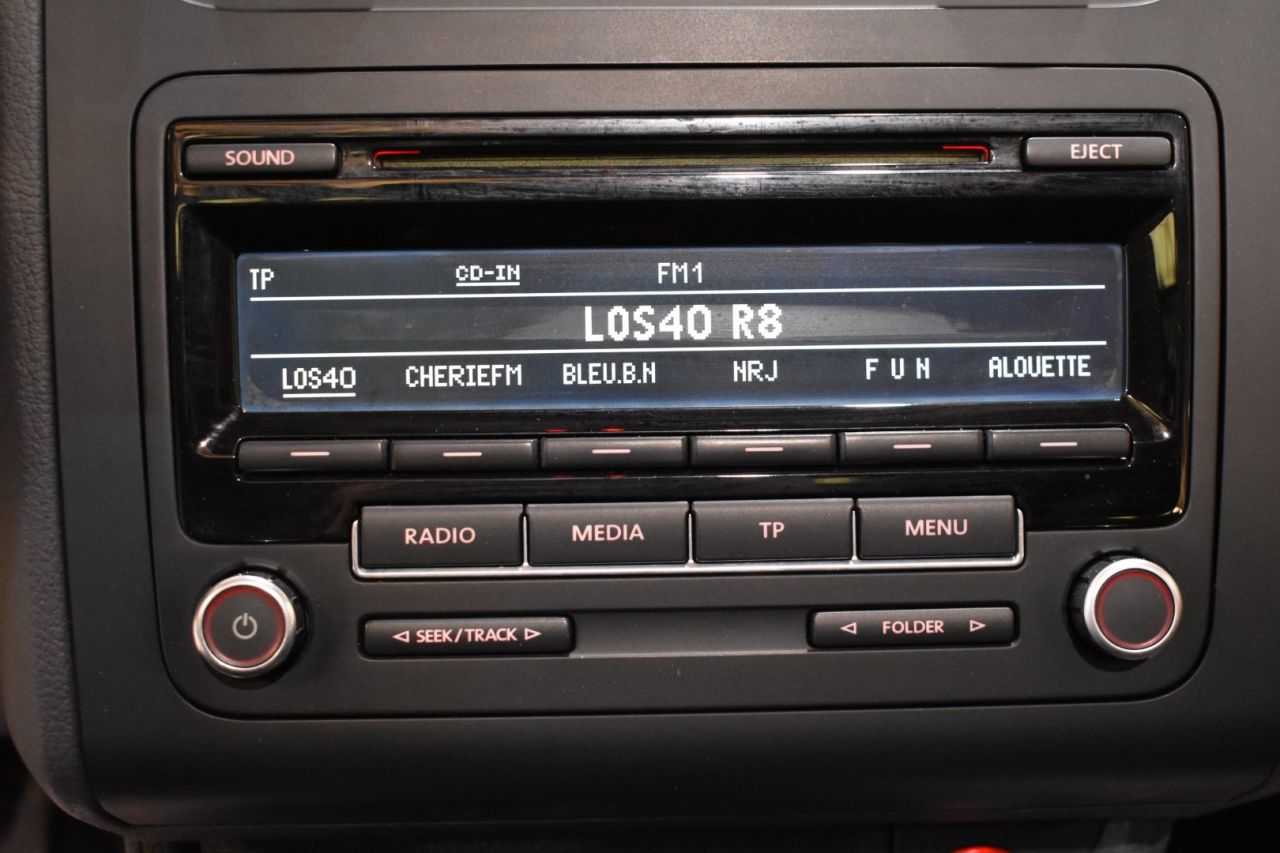 SOUND EJECT
TP CD-IN FM1
LOS40 R8
LOS40 CHERIEFM BLEU.B.N NRJ F U N ALOUETTE
RADIO MEDIA TP MENU
SEEK/TRACK FOLDER